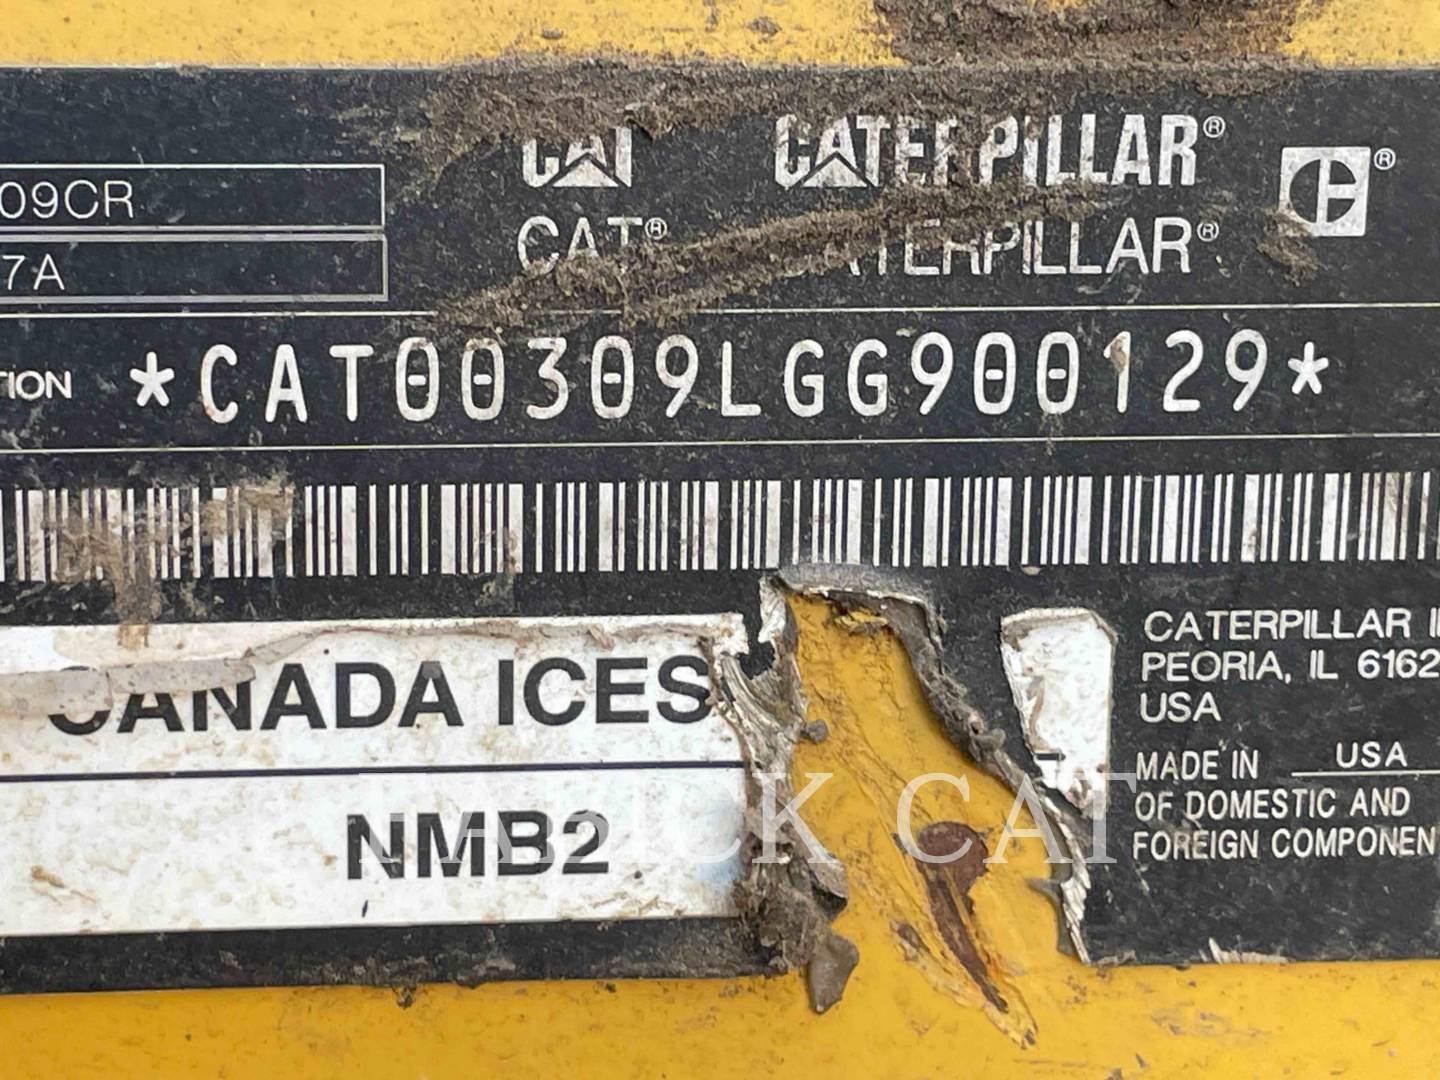 CAT CATERPILLAR®
09CR
®
CAT® CATERPILLAR®
7A
TION *CAT00309LGG900129*
CATERPILLAR I
PEORIA, IL 6162
USA
CANADA ICES
MADE IN USA
OF DOMESTIC AND
FOREIGN COMPONEN
NMB2
CAT